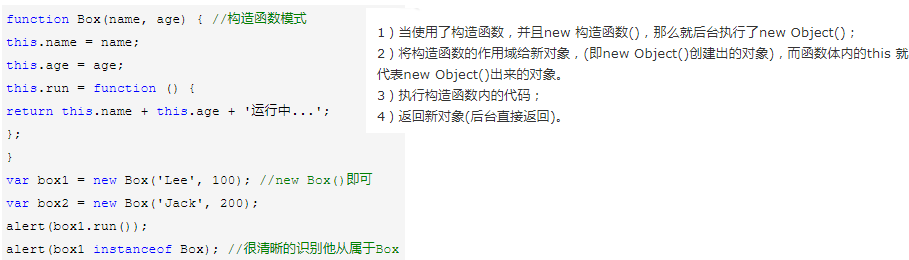 function Box(name, age) { //构造函数模式
this.name = name;
this.age = age;
this.run = function () {
return this.name + this.age + '运行中...';
};
}
var box1 = new Box('Lee', 100); //new Box()即可
var box2 = new Box('Jack', 200);
alert(box1.run());
alert(box1 instanceof Box); //很清晰的识别他从属于Box
1）当使用了构造函数，并且new 构造函数()，那么就后台执行了new Object()；
2）将构造函数的作用域给新对象，(即new Object()创建出的对象)，而函数体内的this 就
代表new Object()出来的对象。
3）执行构造函数内的代码；
4）返回新对象(后台直接返回)。